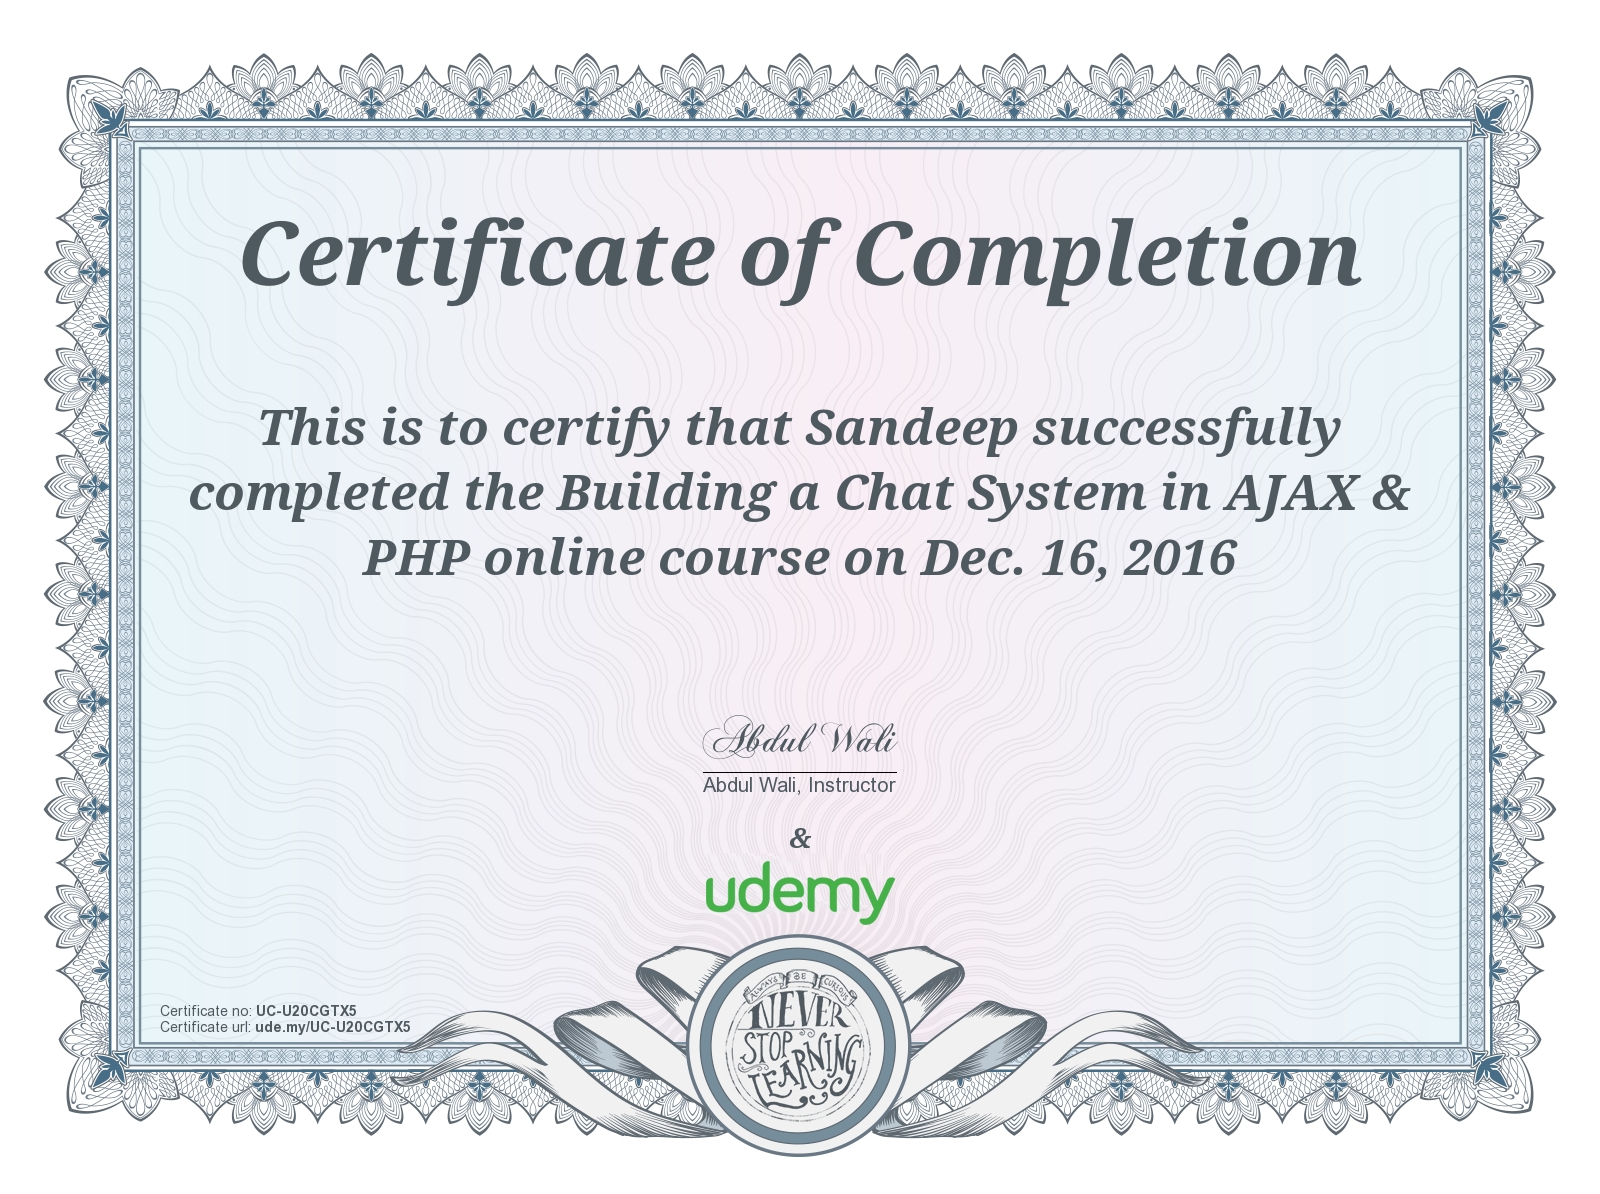 Certificate of Completion
This is to certify that Sandeep successfully
completed the Building a Chat System in AJAX &
PHP online course on Dec. 16, 2016
Abdul Wali
Abdul Wali, Instructor
&
udemy
Certificate no: UC-U20CGTX5
Certificate url: ude.my/UC-U20CGTX5
ALWAYS BE CURIOUS
NEVER
STOP
LEARNING